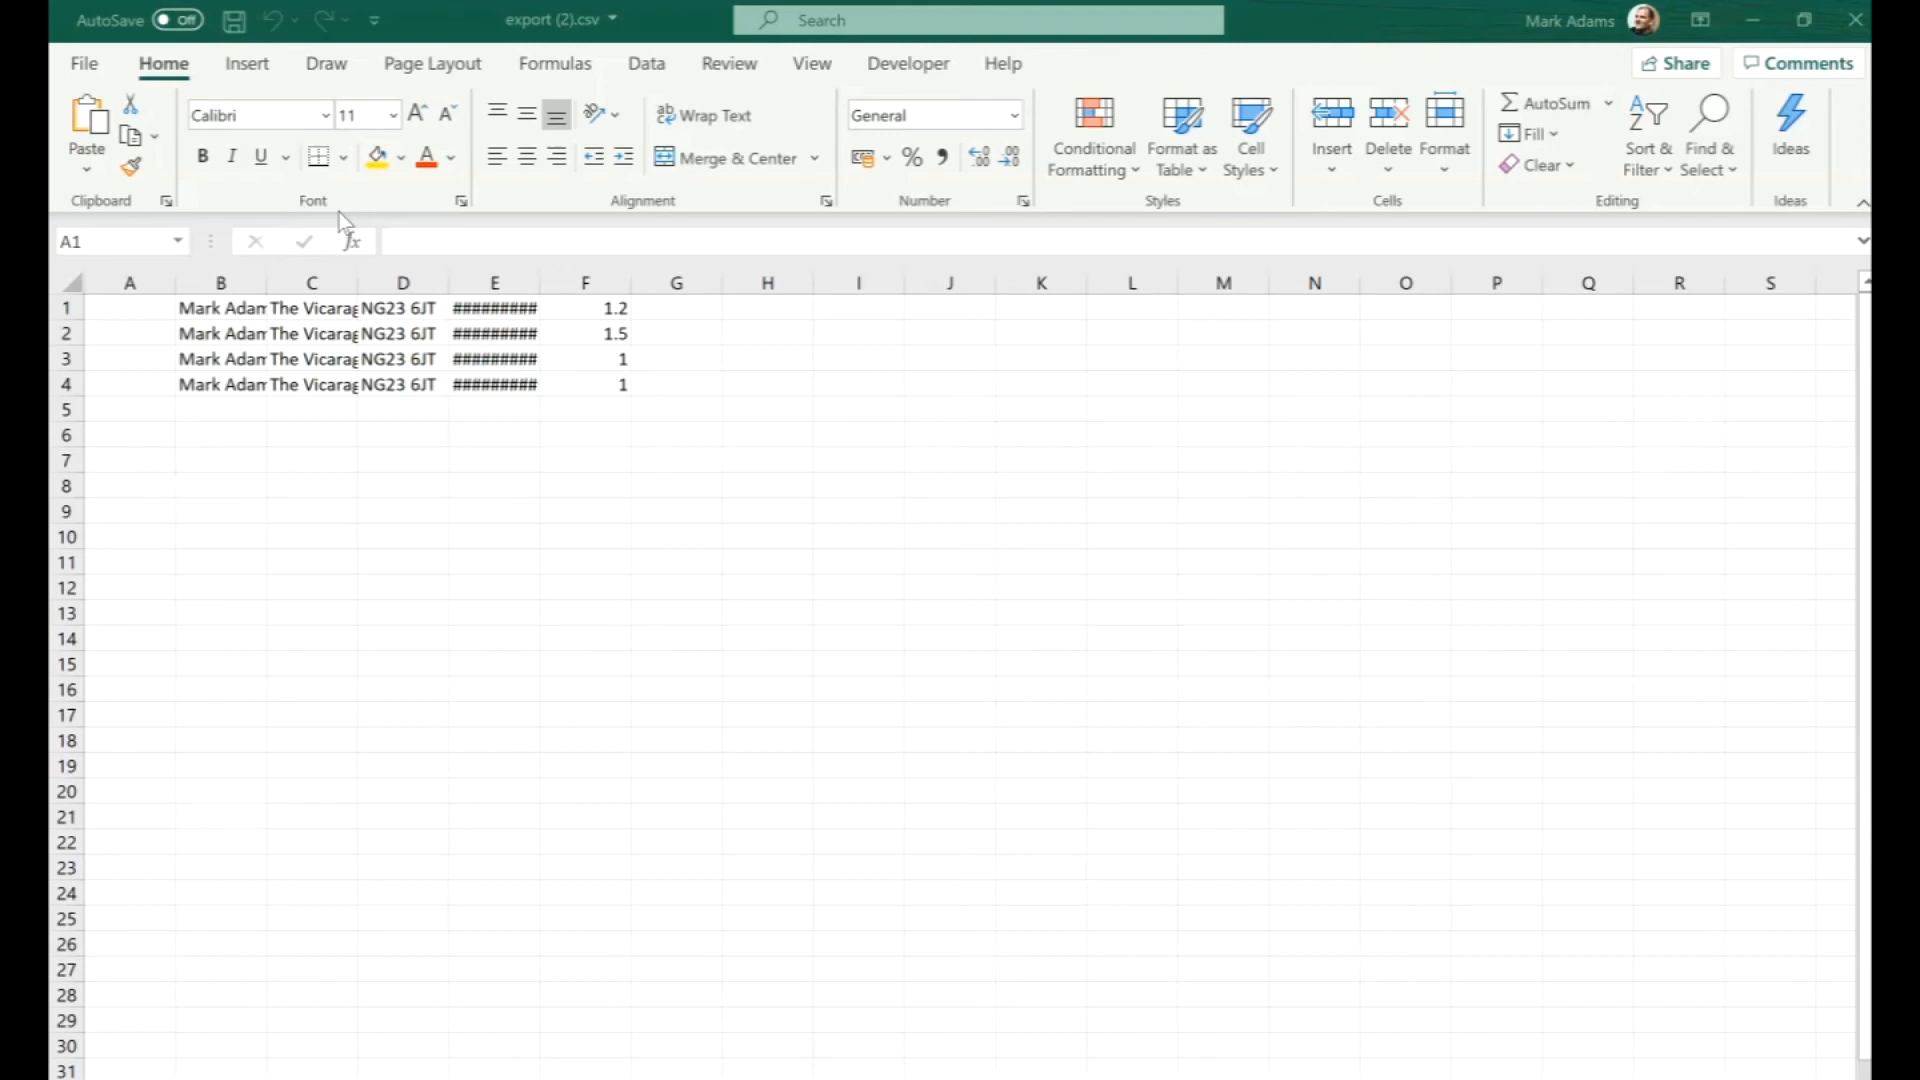 AutoSave Off export (2).csv Search Mark Adams
File Home Insert Draw Page Layout Formulas Data Review View Developer Help Share Comments
Paste
Clipboard
Calibri 11
B I U A
Font
Wrap Text
Merge & Center
Alignment
General
Number
Conditional Formatting
Format as Table
Cell Styles
Styles
Insert Delete Format
Cells
AutoSum
Fill
Clear
Sort & Filter
Find & Select
Editing
Ideas
Ideas
A1 fx
A B C D E F G H I J K L M N O P Q R S
1 Mark Adam The Vicarag NG23 6JT ######### 1.2
2 Mark Adam The Vicarag NG23 6JT ######### 1.5
3 Mark Adam The Vicarag NG23 6JT ######### 1
4 Mark Adam The Vicarag NG23 6JT ######### 1
5
6
7
8
9
10
11
12
13
14
15
16
17
18
19
20
21
22
23
24
25
26
27
28
29
30
31